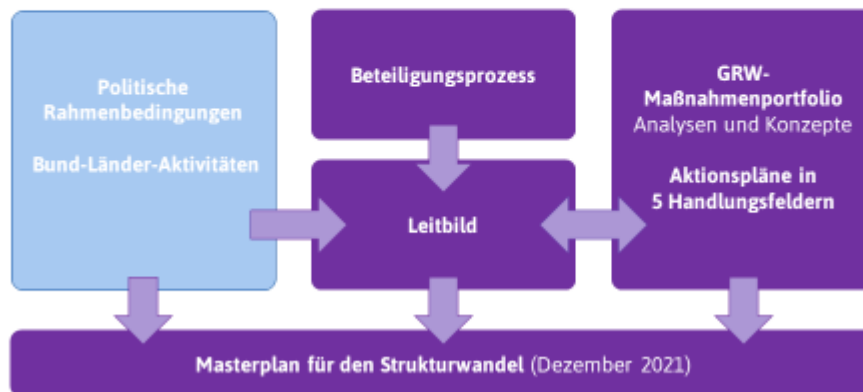 Politische
Rahmenbedingungen
Bund-Länder-Aktivitäten
Beteiligungsprozess
Leitbild
GRW-
Maßnahmenportfolio
Analysen und Konzepte
Aktionspläne in
5 Handlungsfeldern
Masterplan für den Strukturwandel (Dezember 2021)